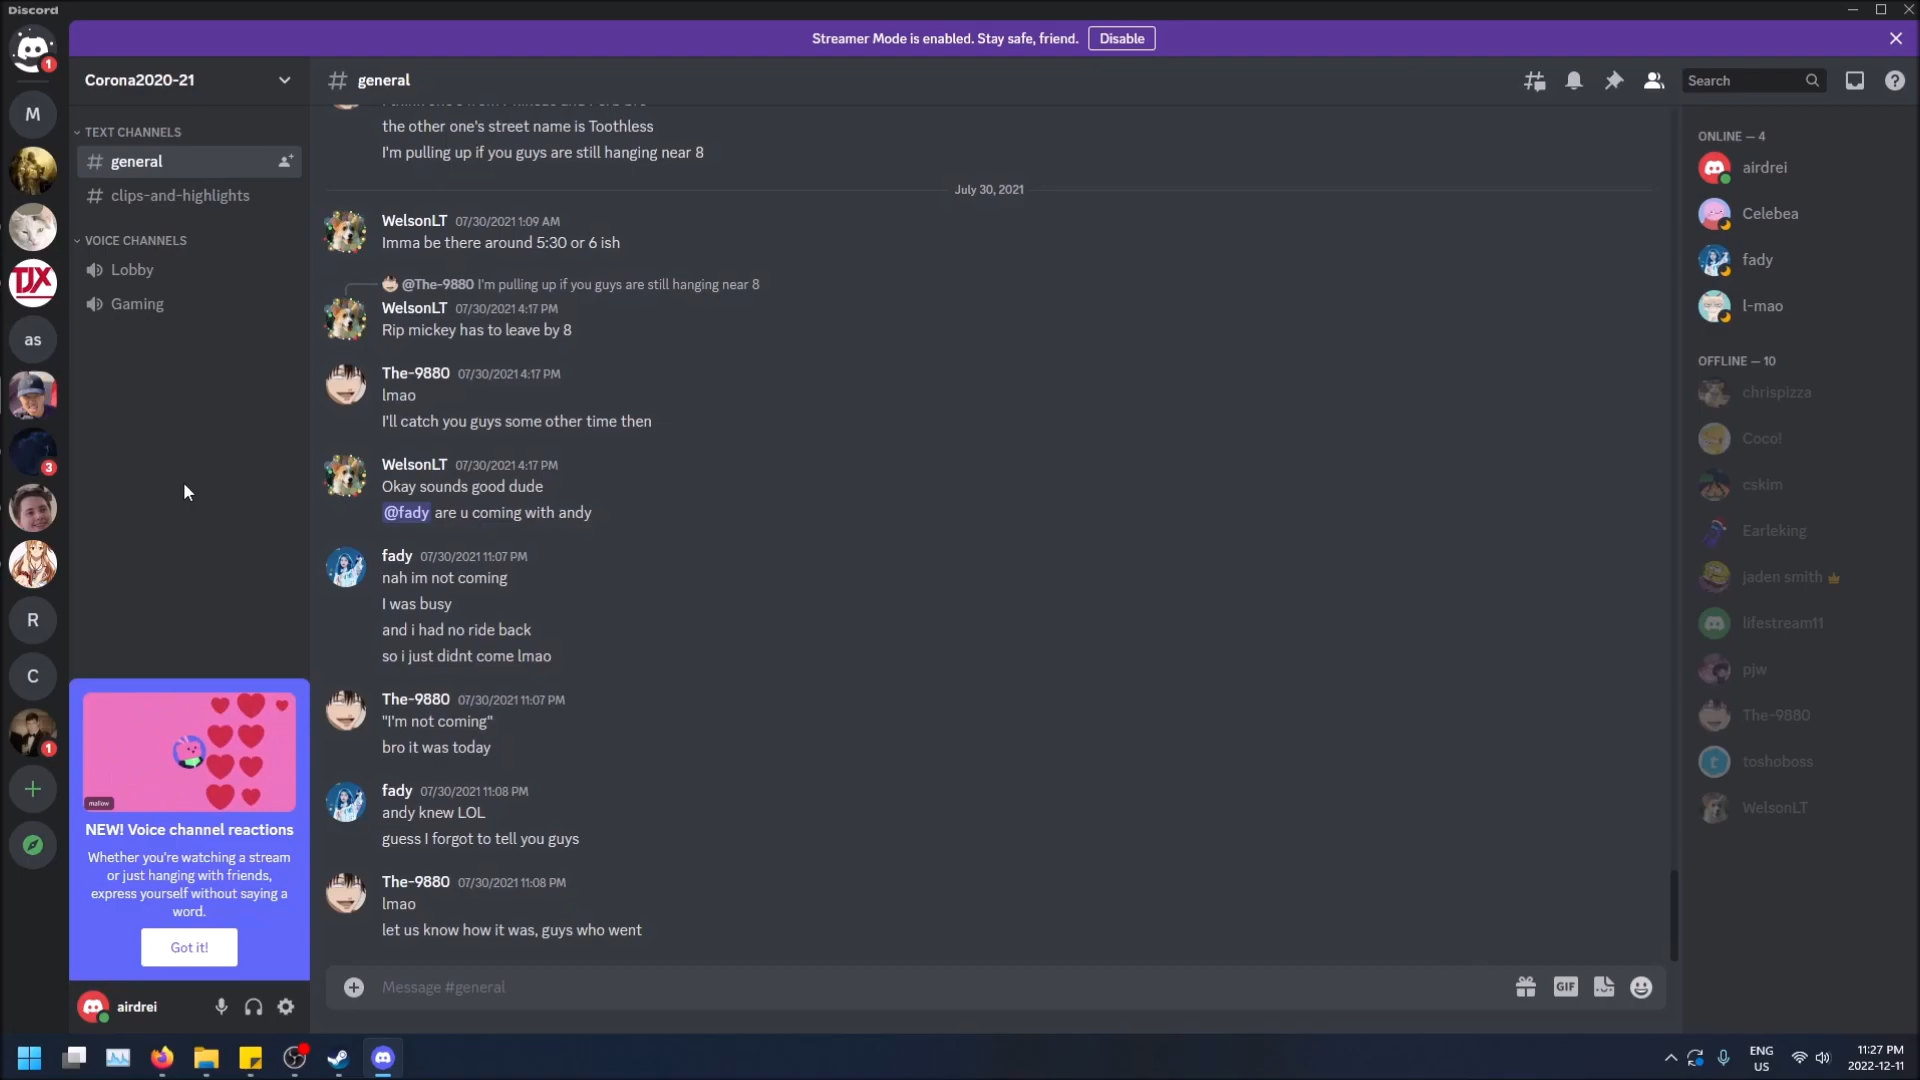 Discord
Streamer Mode is enabled. Stay safe, friend.
Disable
1
M
TJX
as
3
R
C
1
Corona2020-21
TEXT CHANNELS
general
clips-and-highlights
VOICE CHANNELS
Lobby
Gaming
mallow
NEW! Voice channel reactions
Whether you're watching a stream
or just hanging with friends,
express yourself without saying a
word.
Got it!
airdrei
general
Search
the other one's street name is Toothless
I'm pulling up if you guys are still hanging near 8
July 30, 2021
WelsonLT 07/30/2021 1:09 AM
Imma be there around 5:30 or 6 ish
@The-9880 I'm pulling up if you guys are still hanging near 8
WelsonLT 07/30/2021 4:17 PM
Rip mickey has to leave by 8
The-9880 07/30/2021 4:17 PM
lmao
I'll catch you guys some other time then
WelsonLT 07/30/2021 4:17 PM
Okay sounds good dude
@fady are u coming with andy
fady 07/30/2021 11:07 PM
nah im not coming
I was busy
and i had no ride back
so i just didnt come lmao
The-9880 07/30/2021 11:07 PM
"I'm not coming"
bro it was today
fady 07/30/2021 11:08 PM
andy knew LOL
guess I forgot to tell you guys
The-9880 07/30/2021 11:08 PM
lmao
let us know how it was, guys who went
Message #general
GIF
ONLINE — 4
airdrei
Celebea
fady
l-mao
OFFLINE — 10
chrispizza
Coco!
cskim
Earleking
jaden smith
lifestream11
pjw
The-9880
toshoboss
WelsonLT
ENG
US
11:27 PM
2022-12-11